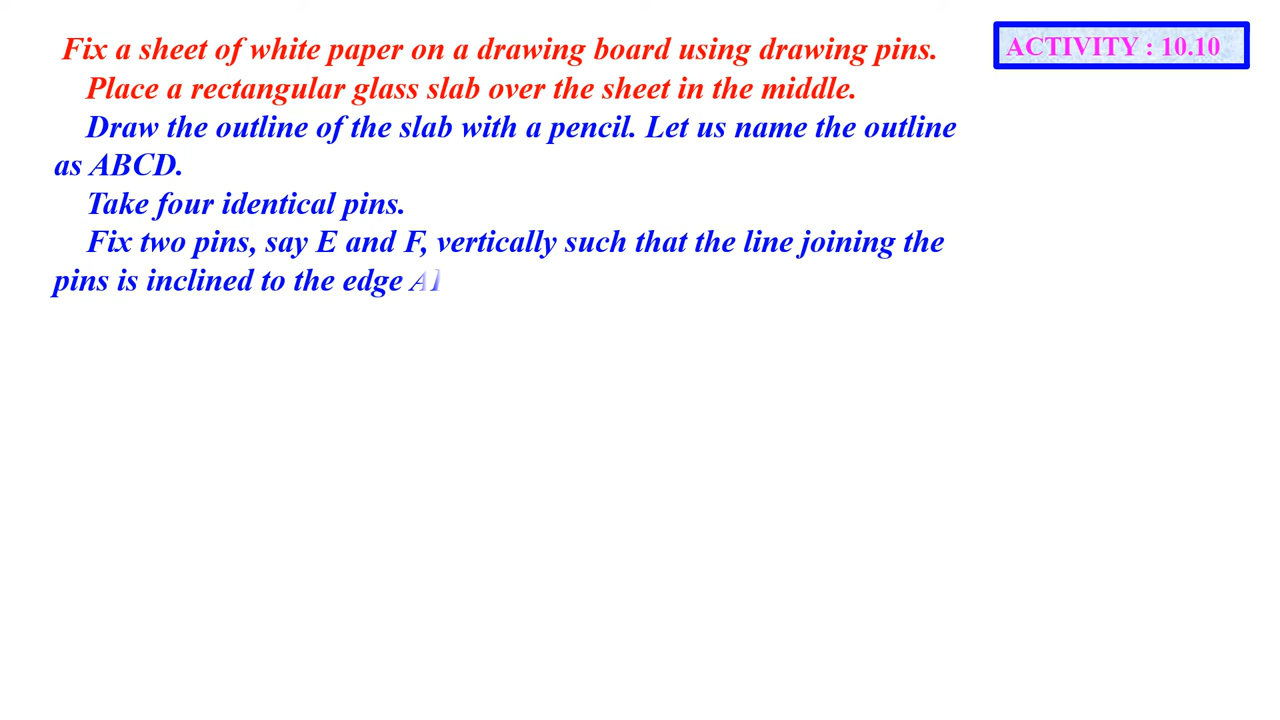 Fix a sheet of white paper on a drawing board using drawing pins.
ACTIVITY : 10.10
Place a rectangular glass slab over the sheet in the middle.
Draw the outline of the slab with a pencil. Let us name the outline
as ABCD.
Take four identical pins.
Fix two pins, say E and F, vertically such that the line joining the
pins is inclined to the edge